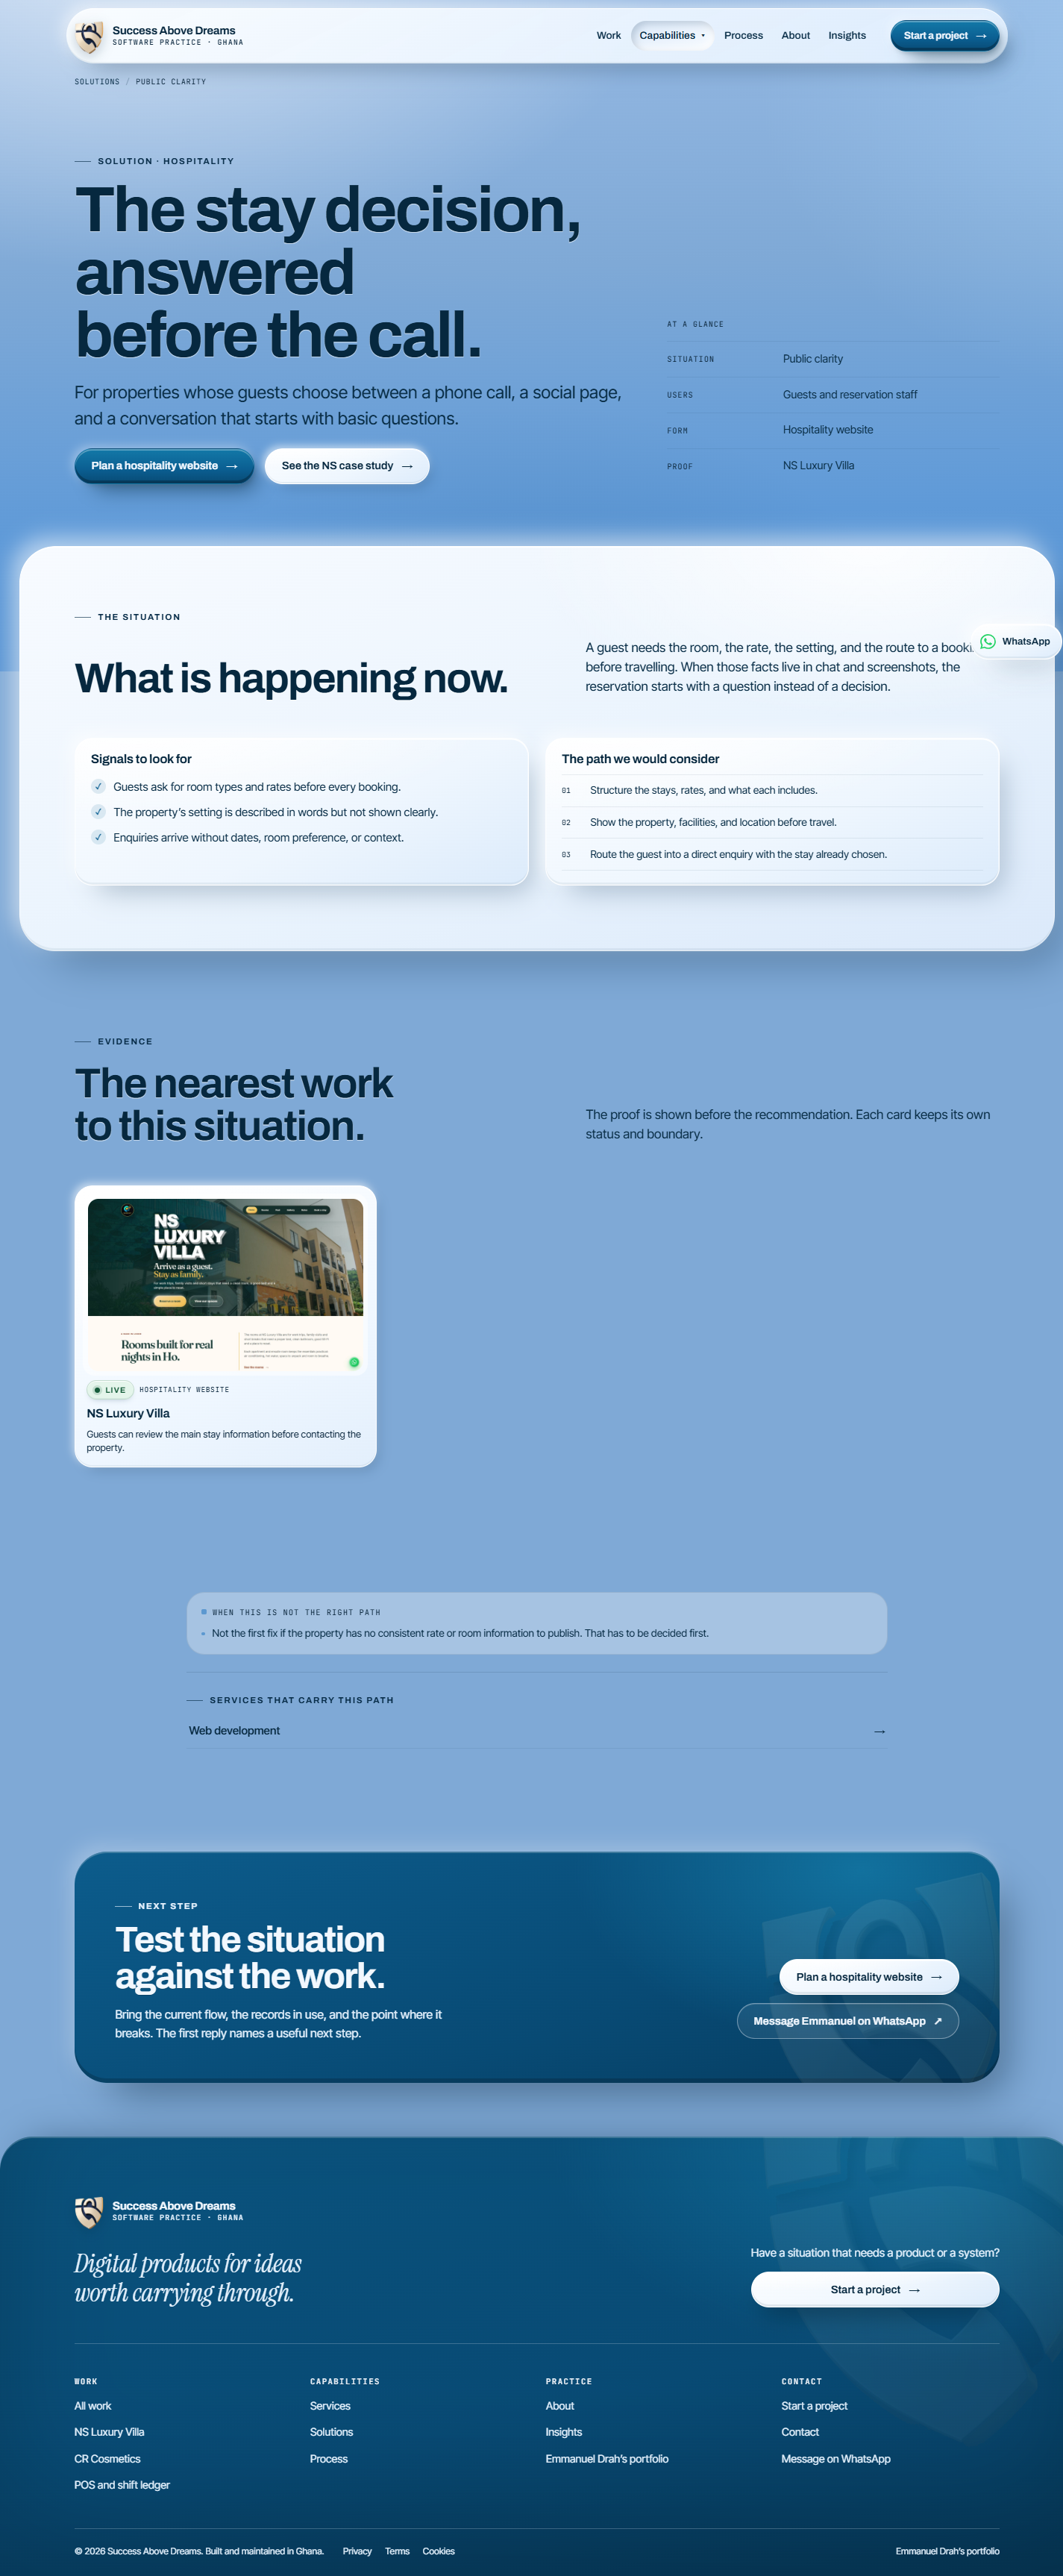 Success Above Dreams
SOFTWARE PRACTICE · GHANA
Work
Capabilities
Process
About
Insights
Start a project →
SOLUTIONS / PUBLIC CLARITY
SOLUTION · HOSPITALITY
The stay decision,
answered
before the call.
For properties whose guests choose between a phone call, a social page,
and a conversation that starts with basic questions.
Plan a hospitality website →
See the NS case study →
AT A GLANCE
SITUATION Public clarity
USERS Guests and reservation staff
FORM Hospitality website
PROOF NS Luxury Villa
THE SITUATION
What is happening now.
A guest needs the room, the rate, the setting, and the route to a
before travelling. When those facts live in chat and screenshots, the
reservation starts with a question instead of a decision.
WhatsApp
Signals to look for
✓ Guests ask for room types and rates before every booking.
✓ The property’s setting is described in words but not shown clearly.
✓ Enquiries arrive without dates, room preference, or context.
The path we would consider
01 Structure the stays, rates, and what each includes.
02 Show the property, facilities, and location before travel.
03 Route the guest into a direct enquiry with the stay already chosen.
EVIDENCE
The nearest work
to this situation.
The proof is shown before the recommendation. Each card keeps its own
status and boundary.
NS
LUXURY
VILLA
Arrive as a guest.
Stay as family.
Rooms built for real
nights in Ho.
LIVE
HOSPITALITY WEBSITE
NS Luxury Villa
Guests can review the main stay information before contacting the
property.
WHEN THIS IS NOT THE RIGHT PATH
Not the first fix if the property has no consistent rate or room information to publish. That has to be decided first.
SERVICES THAT CARRY THIS PATH
Web development →
NEXT STEP
Test the situation
against the work.
Bring the current flow, the records in use, and the point where it
breaks. The first reply names a useful next step.
Plan a hospitality website →
Message Emmanuel on WhatsApp ↗
Success Above Dreams
SOFTWARE PRACTICE · GHANA
Digital products for ideas
worth carrying through.
Have a situation that needs a product or a system?
Start a project →
WORK
All work
NS Luxury Villa
CR Cosmetics
POS and shift ledger
CAPABILITIES
Services
Solutions
Process
PRACTICE
About
Insights
Emmanuel Drah’s portfolio
CONTACT
Start a project
Contact
Message on WhatsApp
© 2026 Success Above Dreams. Built and maintained in Ghana.
Privacy
Terms
Cookies
Emmanuel Drah’s portfolio